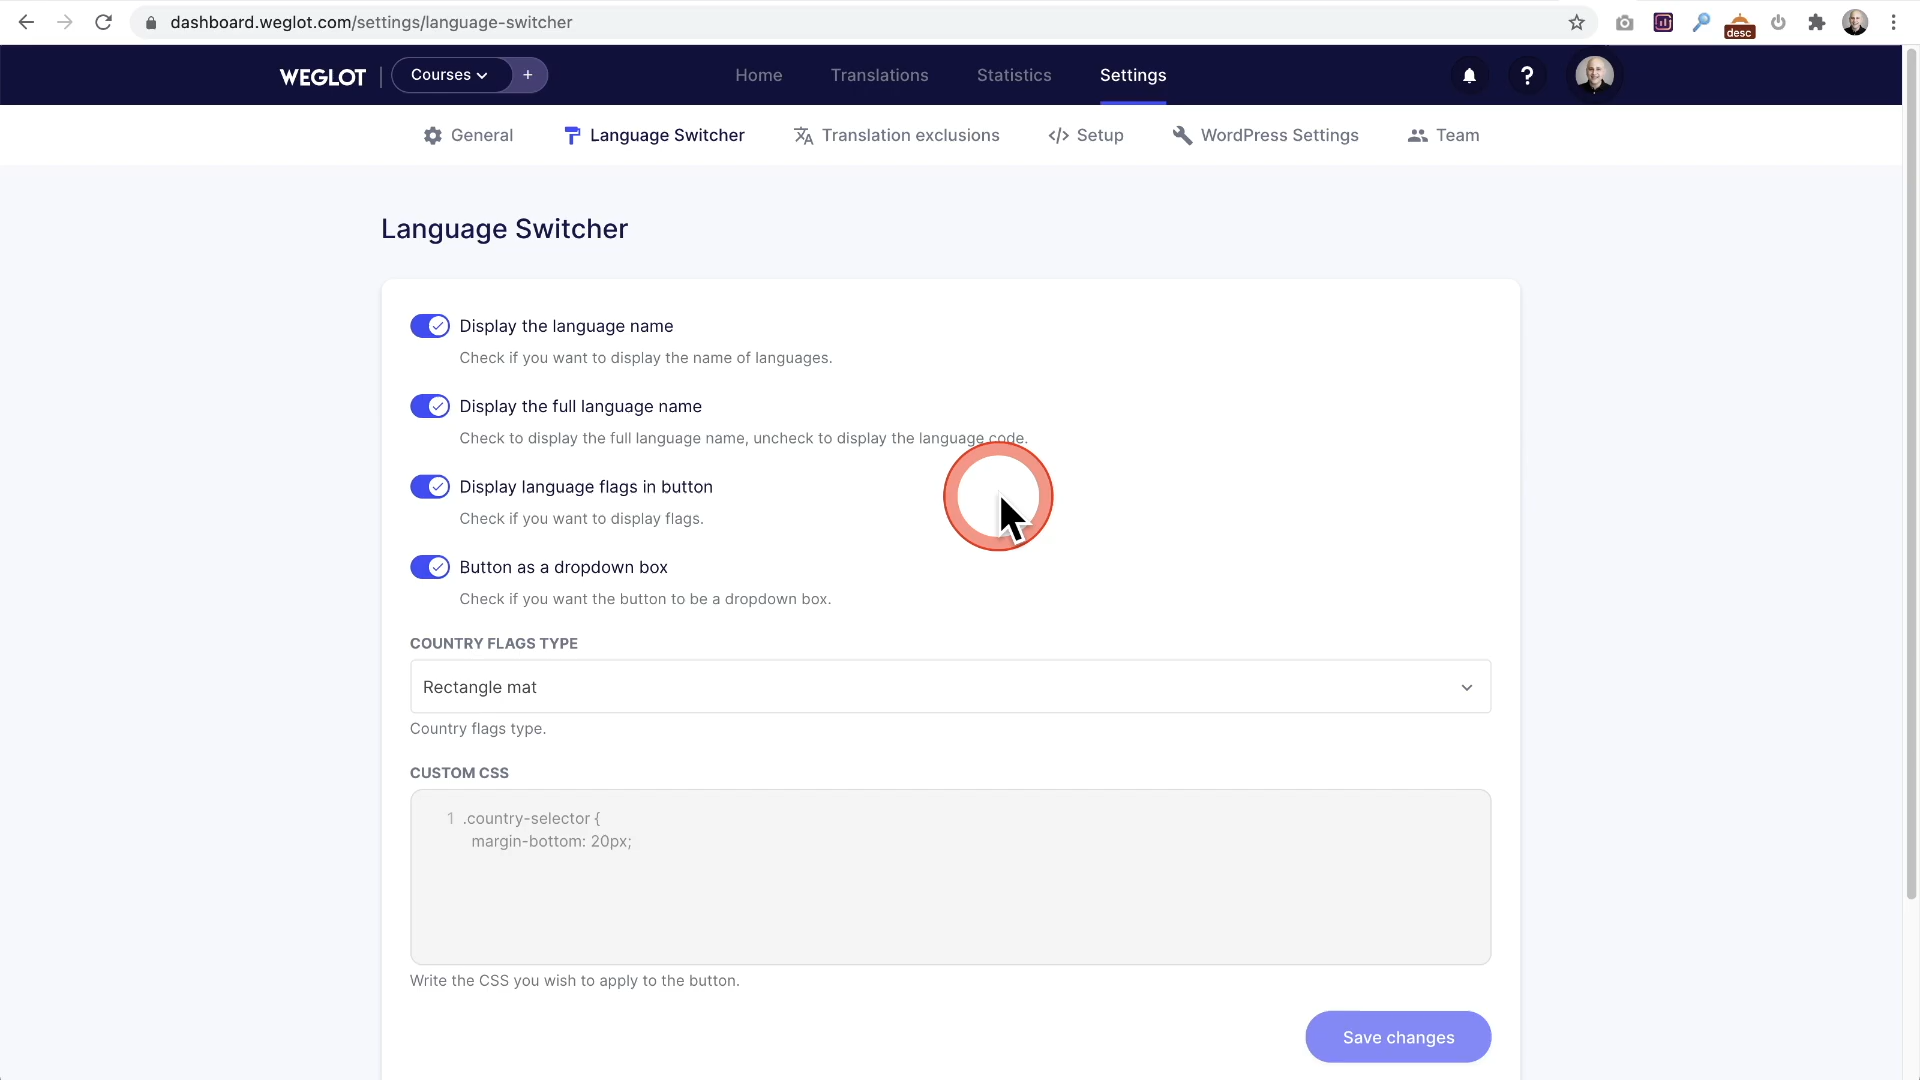 dashboard.weglot.com/settings/language-switcher
desc
WEGLOT
Courses
+
Home
Translations
Statistics
Settings
?
General
Language Switcher
Translation exclusions
</> Setup
WordPress Settings
Team
Language Switcher
Display the language name
Check if you want to display the name of languages.
Display the full language name
Check to display the full language name, uncheck to display the language code.
Display language flags in button
Check if you want to display flags.
Button as a dropdown box
Check if you want the button to be a dropdown box.
COUNTRY FLAGS TYPE
Rectangle mat
Country flags type.
CUSTOM CSS
1 .country-selector {
margin-bottom: 20px;
Write the CSS you wish to apply to the button.
Save changes